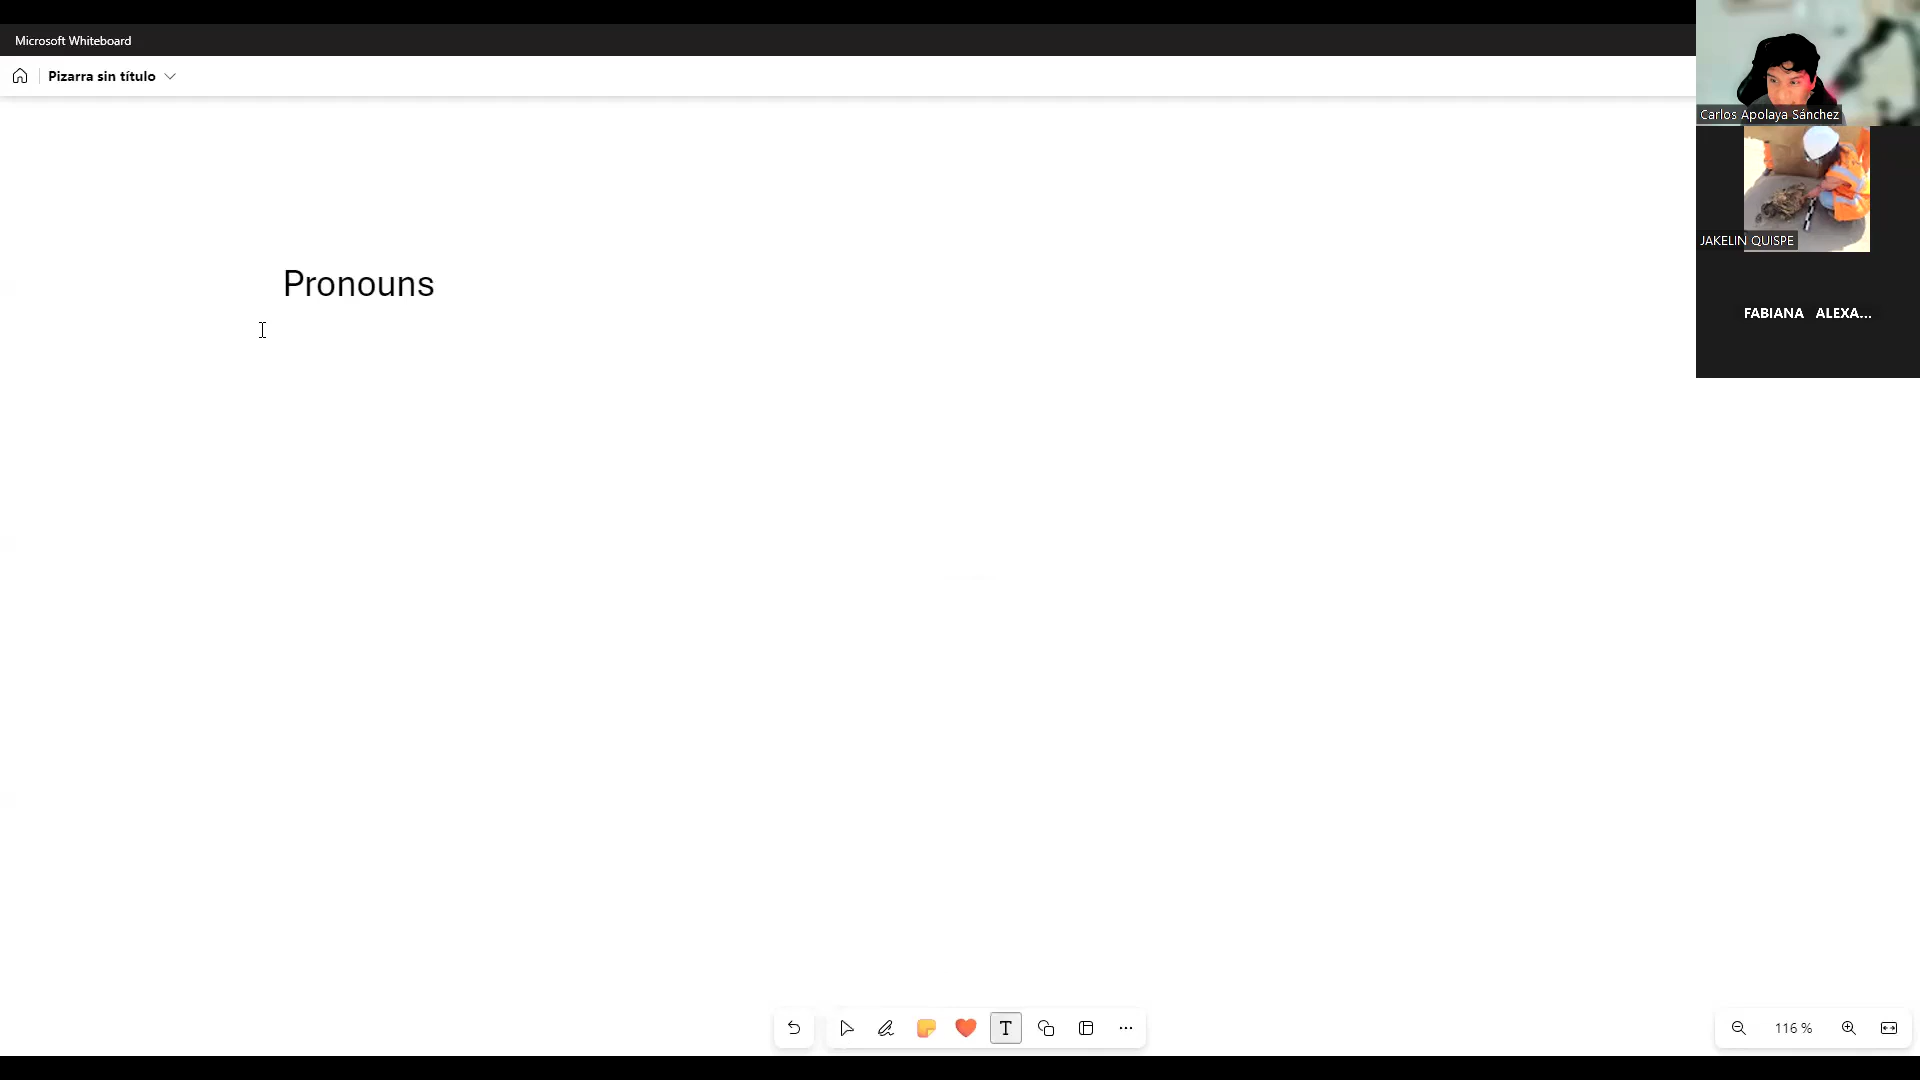 Microsoft Whiteboard
Pizarra sin título
Carlos Apolaya Sánchez
JAKELIN QUISPE
FABIANA ALEXA...
Pronouns
116 %